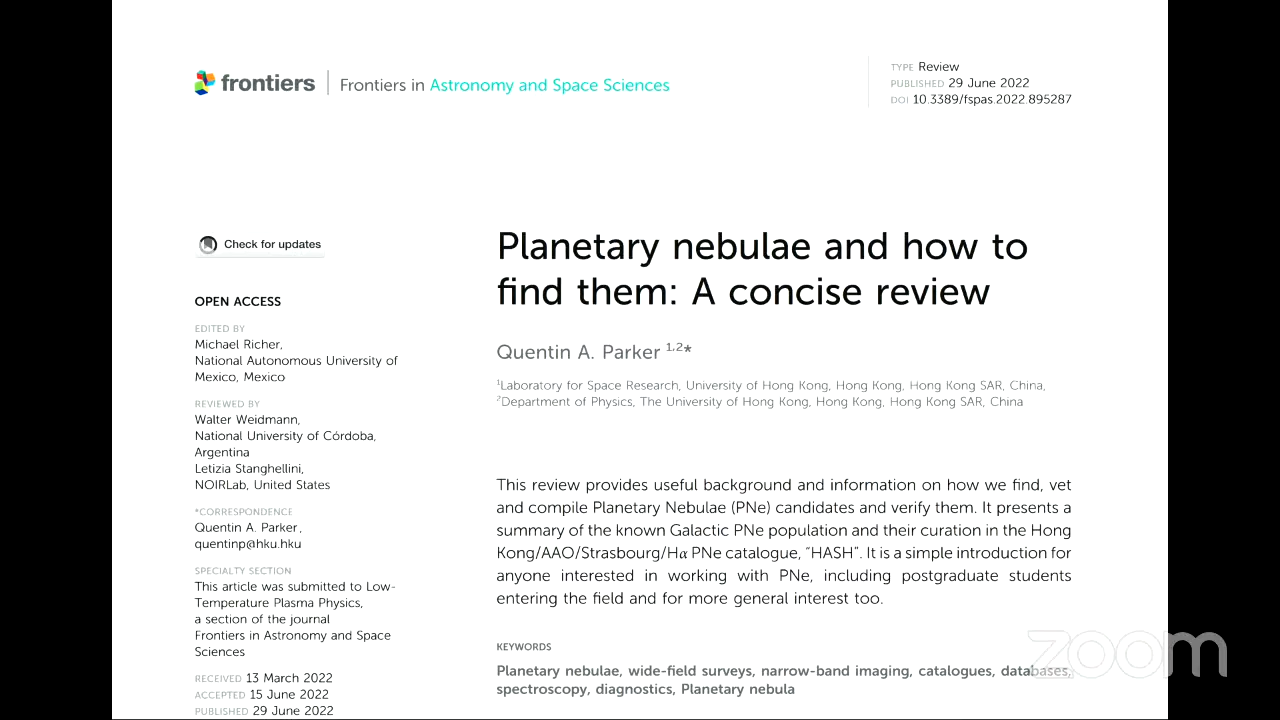 frontiers | Frontiers in Astronomy and Space Sciences
TYPE Review
PUBLISHED 29 June 2022
DOI 10.3389/fspas.2022.895287
Check for updates
OPEN ACCESS
EDITED BY
Michael Richer,
National Autonomous University of
Mexico, Mexico
REVIEWED BY
Walter Weidmann,
National University of Córdoba,
Argentina
Letizia Stanghellini,
NOIRLab, United States
*CORRESPONDENCE
Quentin A. Parker,
quentinp@hku.hku
SPECIALTY SECTION
This article was submitted to Low-
Temperature Plasma Physics,
a section of the journal
Frontiers in Astronomy and Space
Sciences
RECEIVED 13 March 2022
ACCEPTED 15 June 2022
PUBLISHED 29 June 2022
Planetary nebulae and how to
find them: A concise review
Quentin A. Parker 1,2*
1Laboratory for Space Research, University of Hong Kong, Hong Kong, Hong Kong SAR, China,
2Department of Physics, The University of Hong Kong, Hong Kong, Hong Kong SAR, China
This review provides useful background and information on how we find, vet
and compile Planetary Nebulae (PNe) candidates and verify them. It presents a
summary of the known Galactic PNe population and their curation in the Hong
Kong/AAO/Strasbourg/Hα PNe catalogue, “HASH”. It is a simple introduction for
anyone interested in working with PNe, including postgraduate students
entering the field and for more general interest too.
KEYWORDS
Planetary nebulae, wide-field surveys, narrow-band imaging, catalogues, databases,
spectroscopy, diagnostics, Planetary nebula
zoom